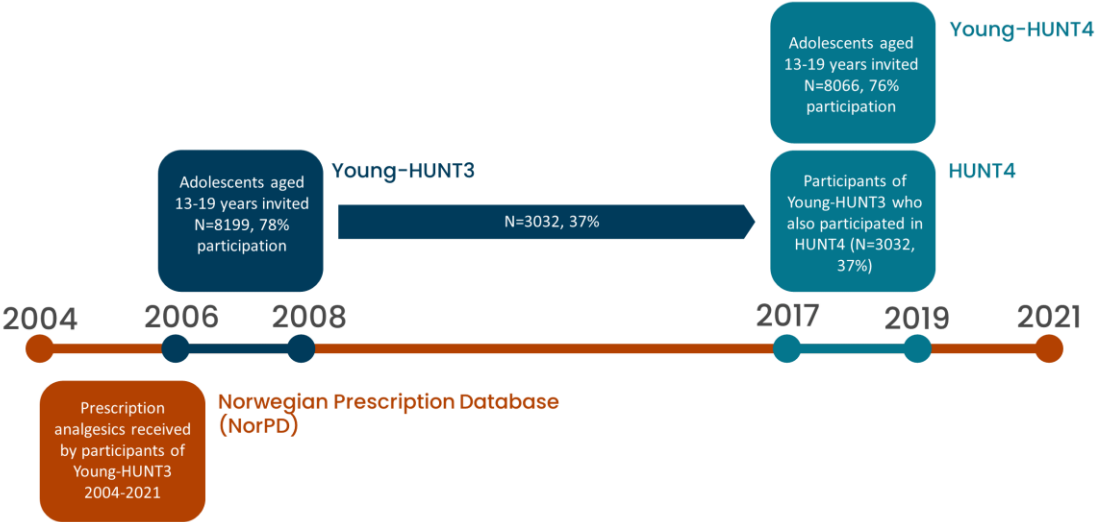 Adolescents aged
13-19 years invited
N=8066, 76%
participation
Young-HUNT4
Adolescents aged
13-19 years invited
N=8199, 78%
participation
Young-HUNT3
N=3032, 37%
Participants of
Young-HUNT3 who
also participated in
HUNT4 (N=3032,
37%)
HUNT4
2004
2006
2008
2017
2019
2021
Prescription
analgesics received
by participants of
Young-HUNT3
2004-2021
Norwegian Prescription Database
(NorPD)